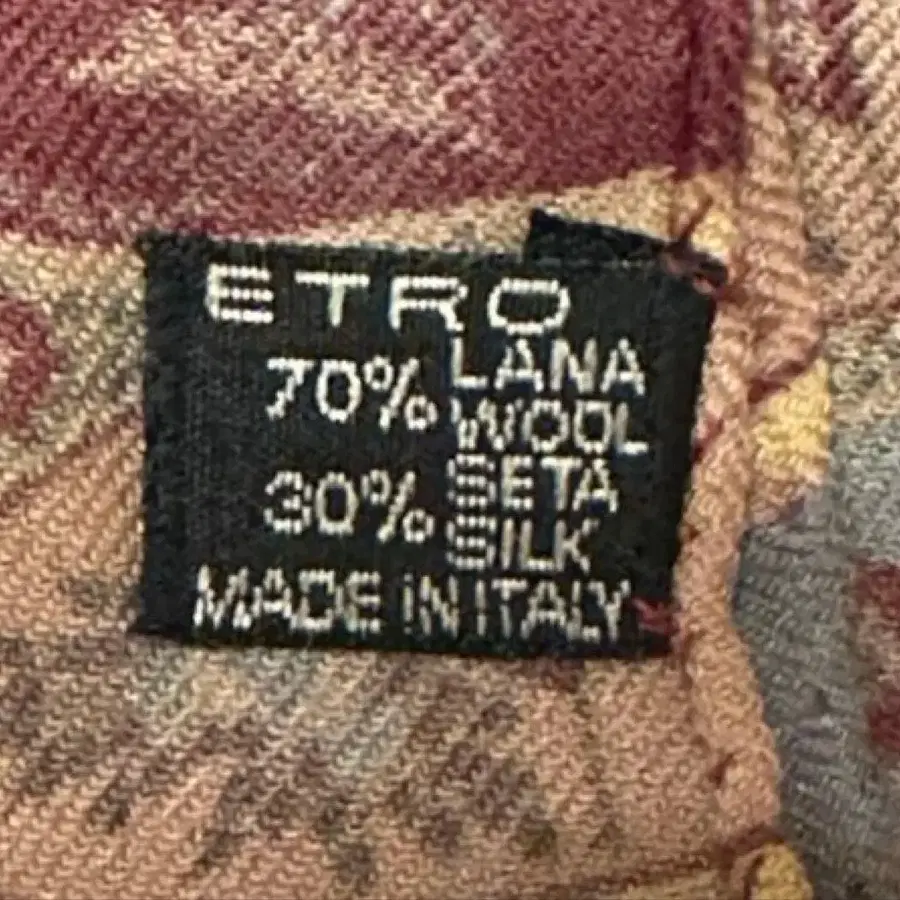 ETRO
70% LANA
WOOL
30% SETA
SILK
MADE IN ITALY